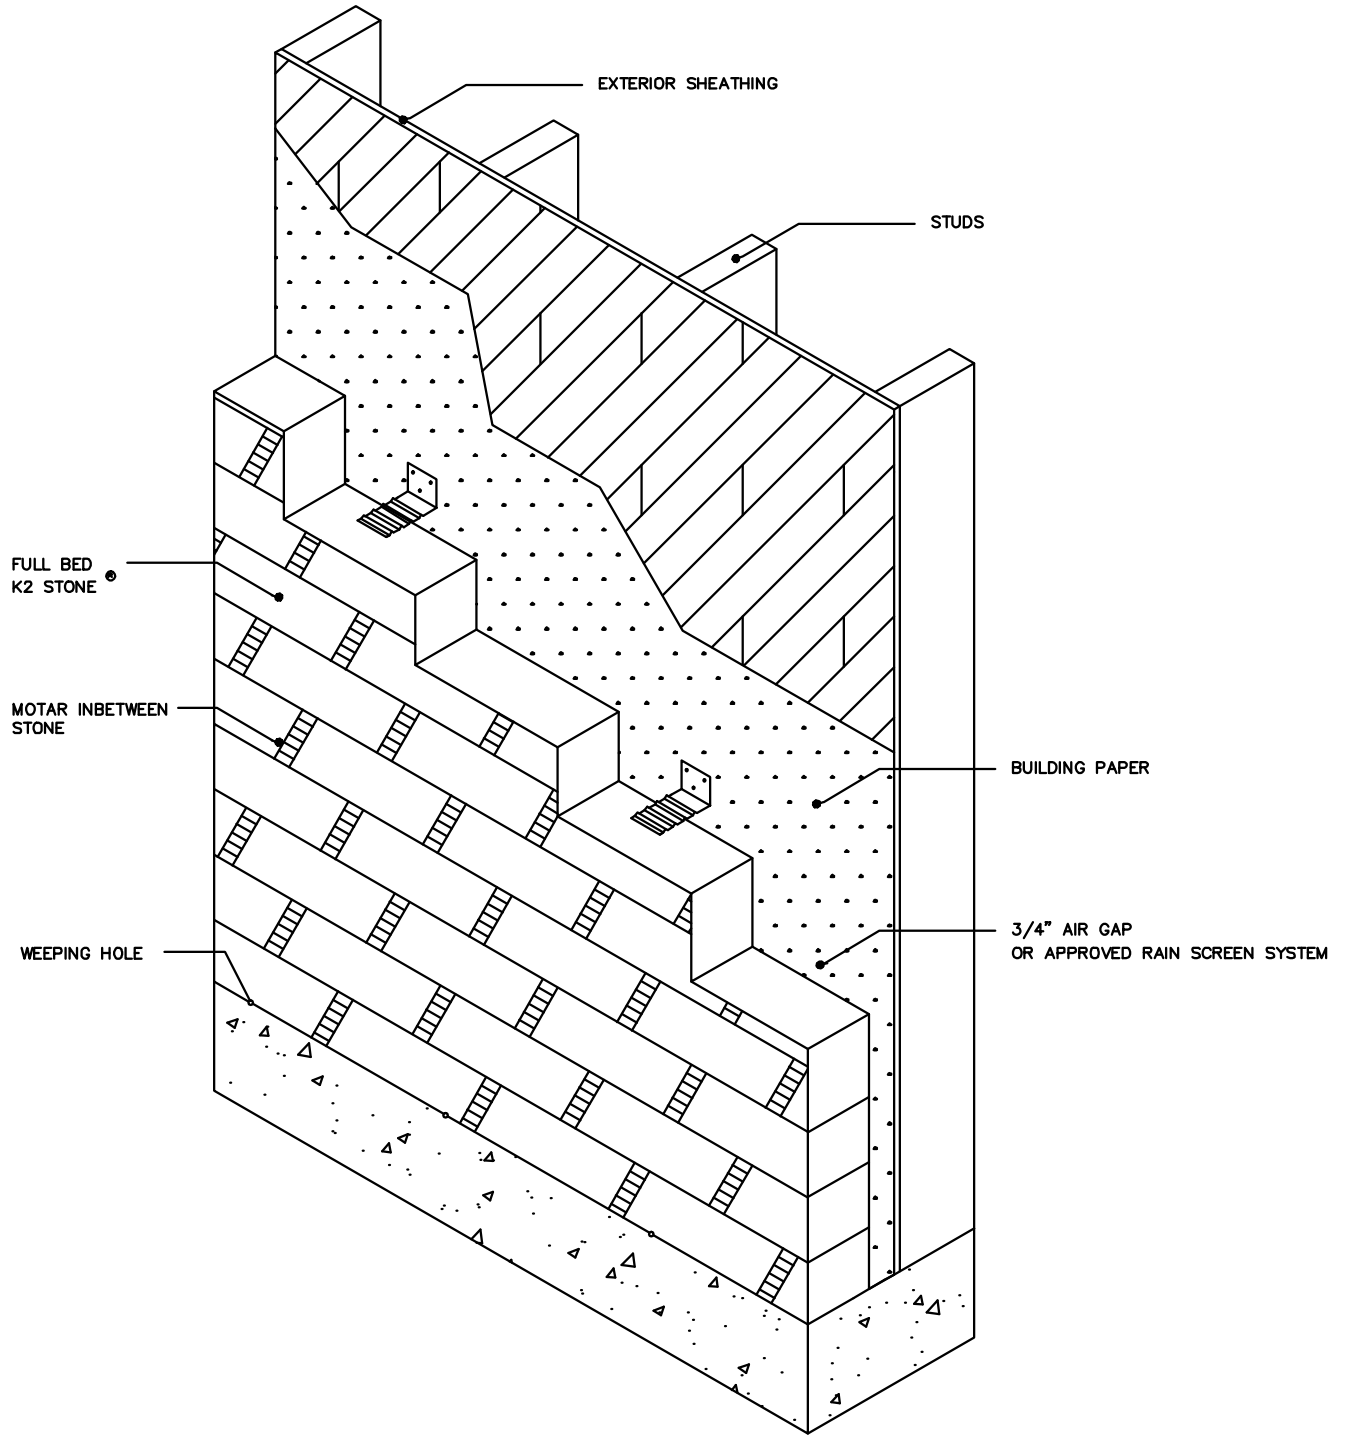 EXTERIOR SHEATHING
STUDS
FULL BED
K2 STONE ®
MOTAR INBETWEEN
STONE
BUILDING PAPER
3/4" AIR GAP
OR APPROVED RAIN SCREEN SYSTEM
WEEPING HOLE